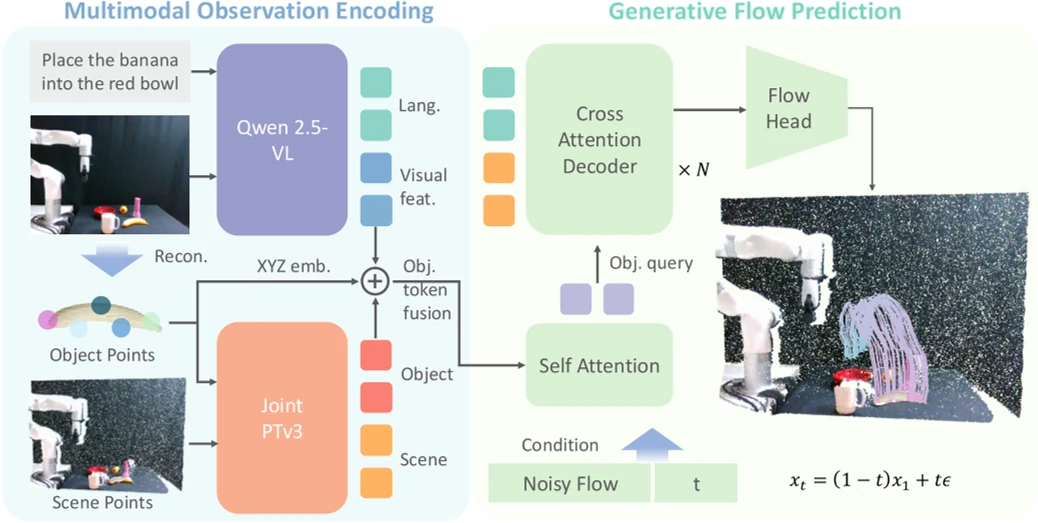 Multimodal Observation Encoding
Place the banana
into the red bowl
Qwen 2.5-
VL
Lang.
Visual
feat.
Recon.
XYZ emb.
Obj.
token
fusion
Object Points
Joint
PTv3
Object
Scene
Scene Points
Generative Flow Prediction
Cross
Attention
Decoder
× N
Flow
Head
Obj. query
Self Attention
Condition
Noisy Flow
t
x_t = (1 − t)x_1 + tϵ